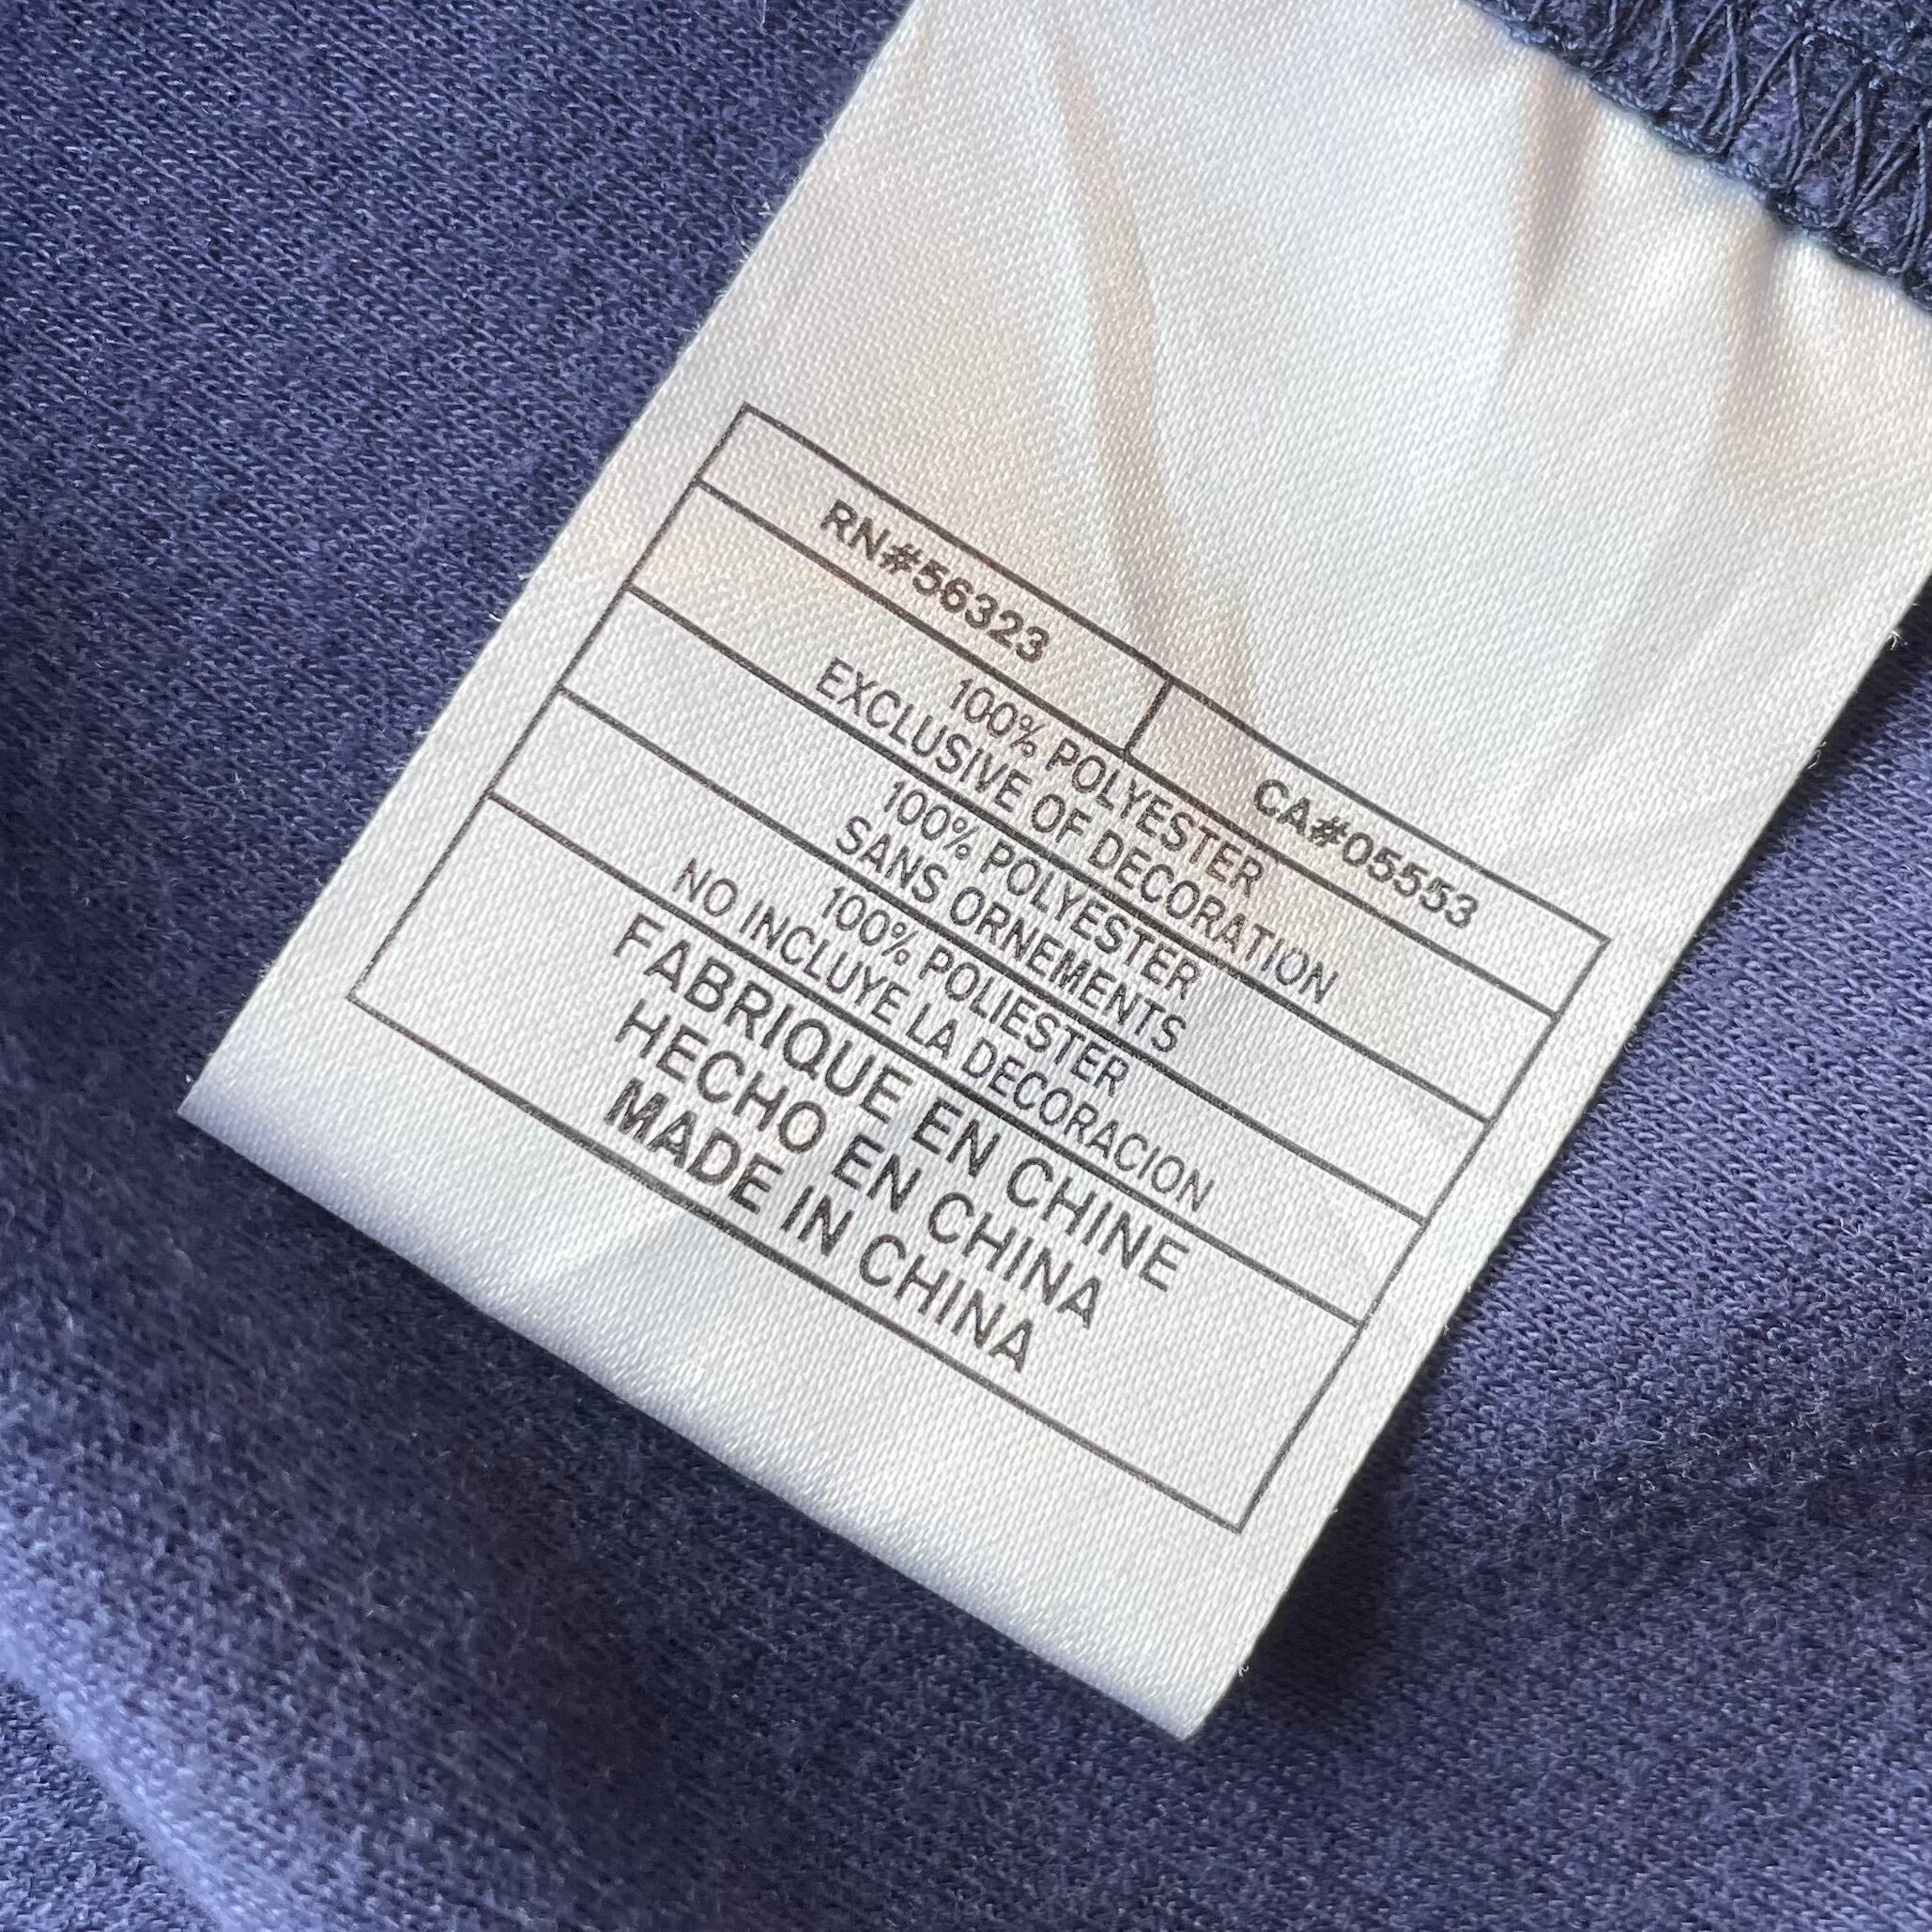 RN#56323
CA#05553
100% POLYESTER
EXCLUSIVE OF DECORATION
100% POLYESTER
SANS ORNEMENTS
100% POLIESTER
NO INCLUYE LA DECORACION
FABRIQUE EN CHINE
HECHO EN CHINA
MADE IN CHINA